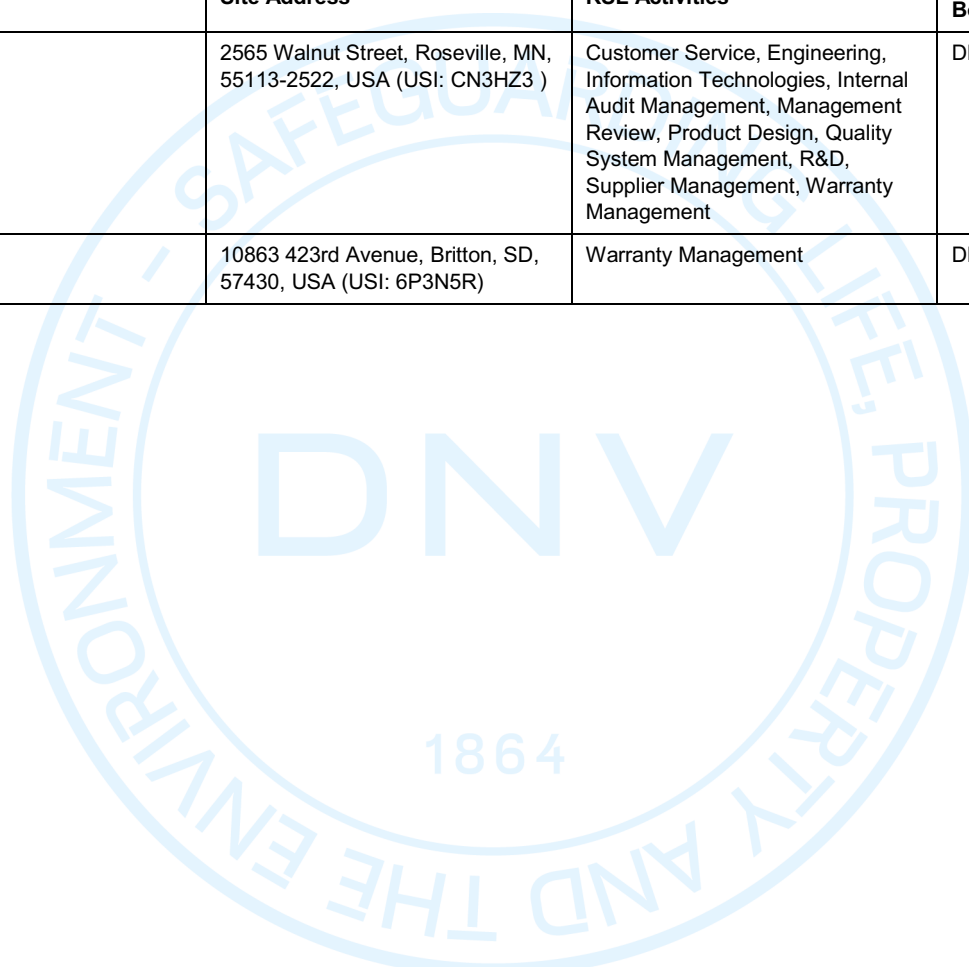 Site Address
RSL Activities
2565 Walnut Street, Roseville, MN,
55113-2522, USA (USI: CN3HZ3 )
Customer Service, Engineering,
Information Technologies, Internal
Audit Management, Management
Review, Product Design, Quality
System Management, R&D,
Supplier Management, Warranty
Management
10863 423rd Avenue, Britton, SD,
57430, USA (USI: 6P3N5R)
Warranty Management
SAFEGUARDING LIFE, PROPERTY AND THE ENVIRONMENT -
DNV
1864